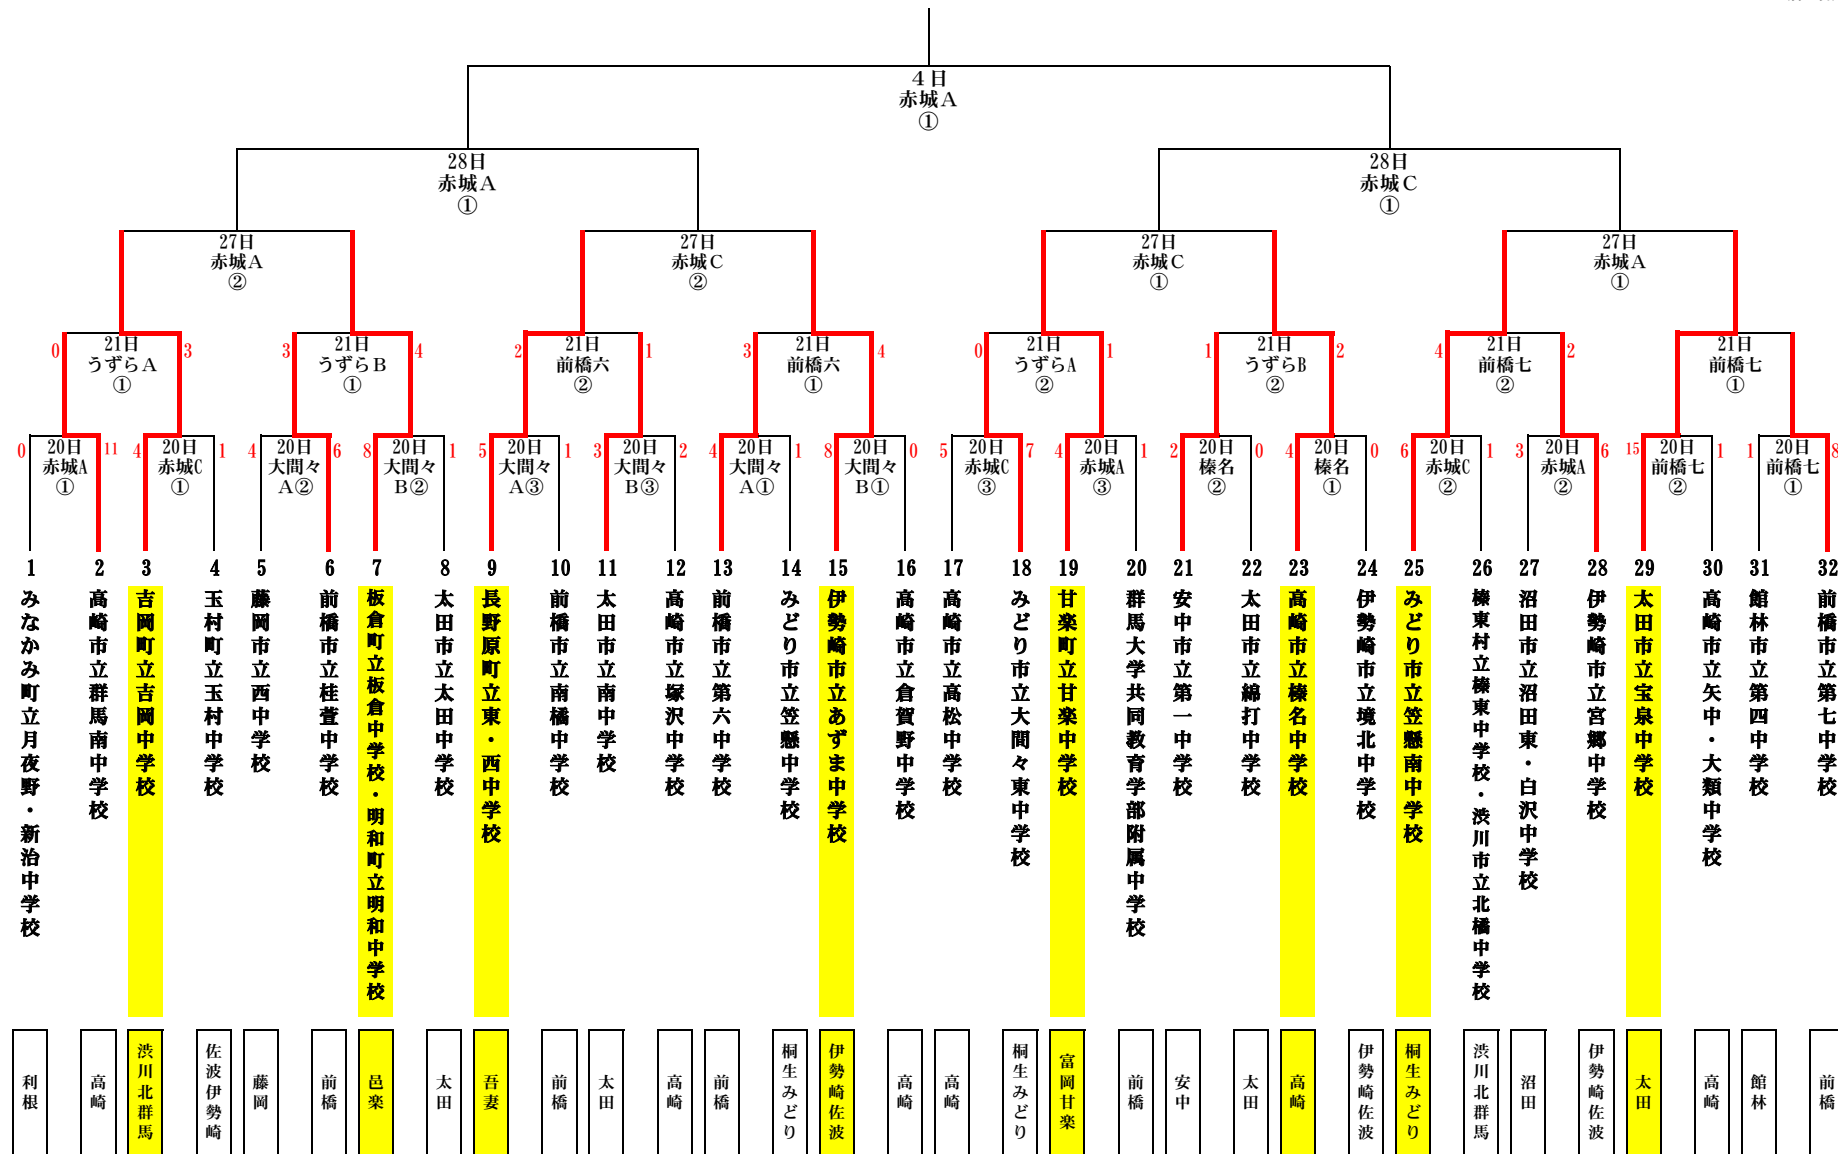 4日
赤城A
①
28日
赤城A
①
28日
赤城C
①
27日
赤城A
②
27日
赤城C
②
27日
赤城C
①
27日
赤城A
①
0
21日
うずらA
①
3
3
21日
うずらB
①
4
2
21日
前橋六
②
1
3
21日
前橋六
①
4
0
21日
うずらA
②
1
1
21日
うずらB
②
2
4
21日
前橋七
②
2
21日
前橋七
①
0
20日
赤城A
①
11
4
20日
赤城C
①
1
4
20日
大間々
A②
6
8
20日
大間々
B②
1
5
20日
大間々
A③
1
3
20日
大間々
B③
2
4
20日
大間々
A①
1
8
20日
大間々
B①
0
5
20日
赤城C
③
7
4
20日
赤城A
③
1
2
20日
榛名
②
0
4
20日
榛名
①
0
6
20日
赤城C
②
1
3
20日
赤城A
②
6
15
20日
前橋七
②
1
1
20日
前橋七
①
8
1
みなかみ町立月夜野・新治中学校
利根
2
高崎市立群馬南中学校
高崎
3
吉岡町立吉岡中学校
渋川北群馬
4
玉村町立玉村中学校
佐波伊勢崎
5
藤岡市立西中学校
藤岡
6
前橋市立桂萱中学校
前橋
7
板倉町立板倉中学校・明和町立明和中学校
邑楽
8
太田市立太田中学校
太田
9
長野原町立東・西中学校
吾妻
10
前橋市立南橘中学校
前橋
11
太田市立南中学校
太田
12
高崎市立塚沢中学校
高崎
13
前橋市立第六中学校
前橋
14
みどり市立笠懸中学校
桐生みどり
15
伊勢崎市立あずま中学校
伊勢崎佐波
16
高崎市立倉賀野中学校
高崎
17
高崎市立高松中学校
高崎
18
みどり市立大間々東中学校
桐生みどり
19
甘楽町立甘楽中学校
富岡甘楽
20
群馬大学共同教育学部附属中学校
前橋
21
安中市立第一中学校
安中
22
太田市立綿打中学校
太田
23
高崎市立榛名中学校
高崎
24
伊勢崎市立境北中学校
伊勢崎佐波
25
みどり市立笠懸南中学校
桐生みどり
26
榛東村立榛東中学校・渋川市立北橘中学校
渋川北群馬
27
沼田市立沼田東・白沢中学校
沼田
28
伊勢崎市立宮郷中学校
伊勢崎佐波
29
太田市立宝泉中学校
太田
30
高崎市立矢中・大類中学校
高崎
31
館林市立第四中学校
館林
32
前橋市立第七中学校
前橋